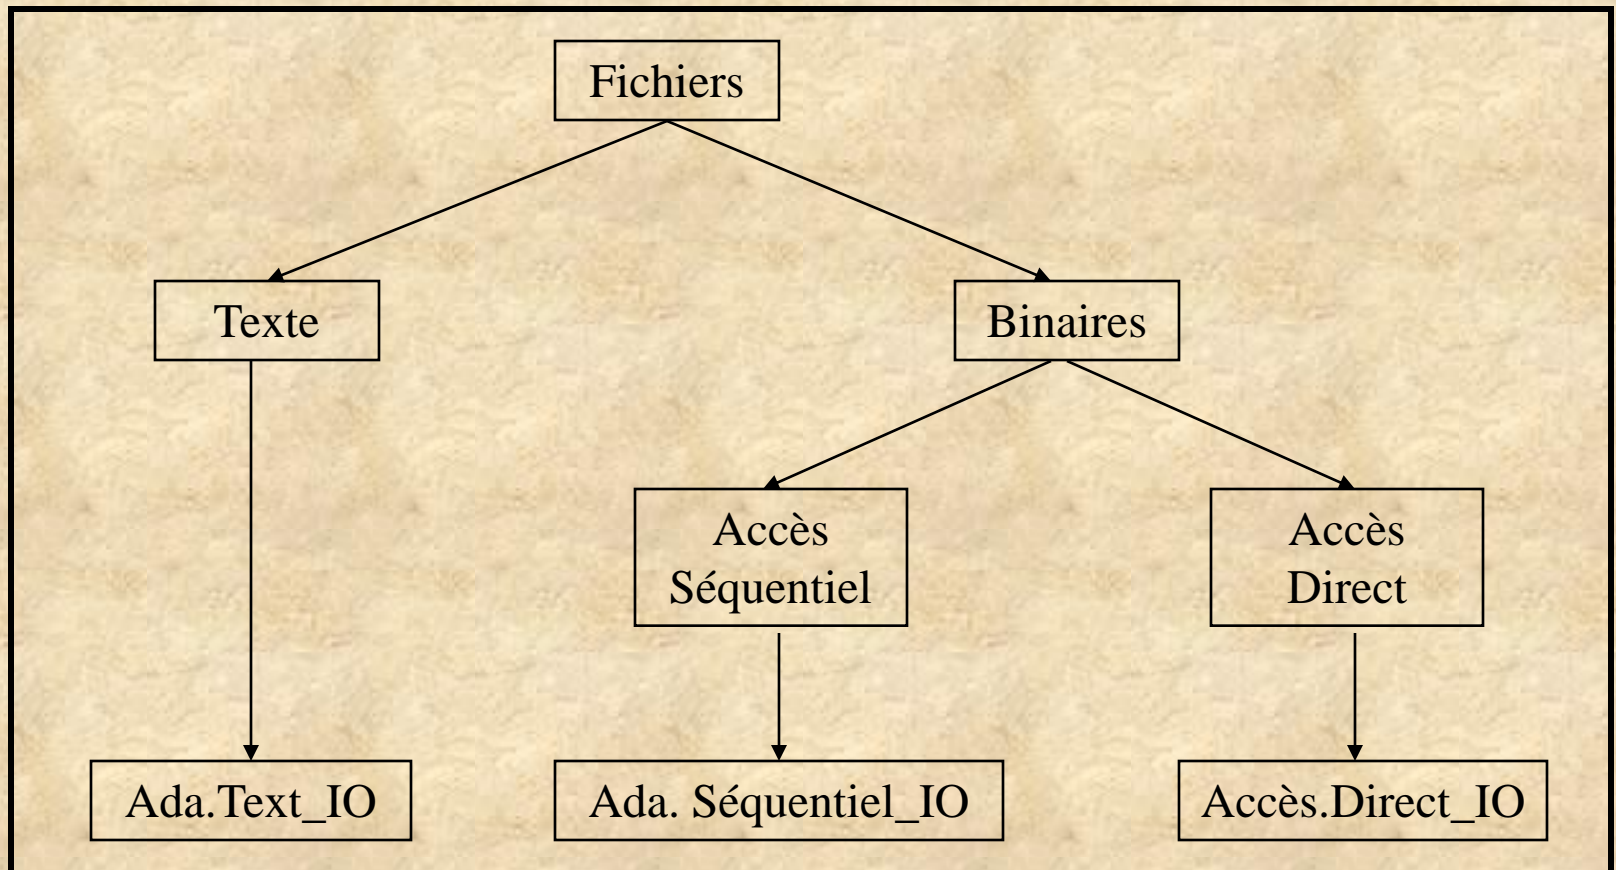 Fichiers
Texte
Binaires
Accès
Séquentiel
Accès
Direct
Ada.Text_IO
Ada. Séquentiel_IO
Accès.Direct_IO